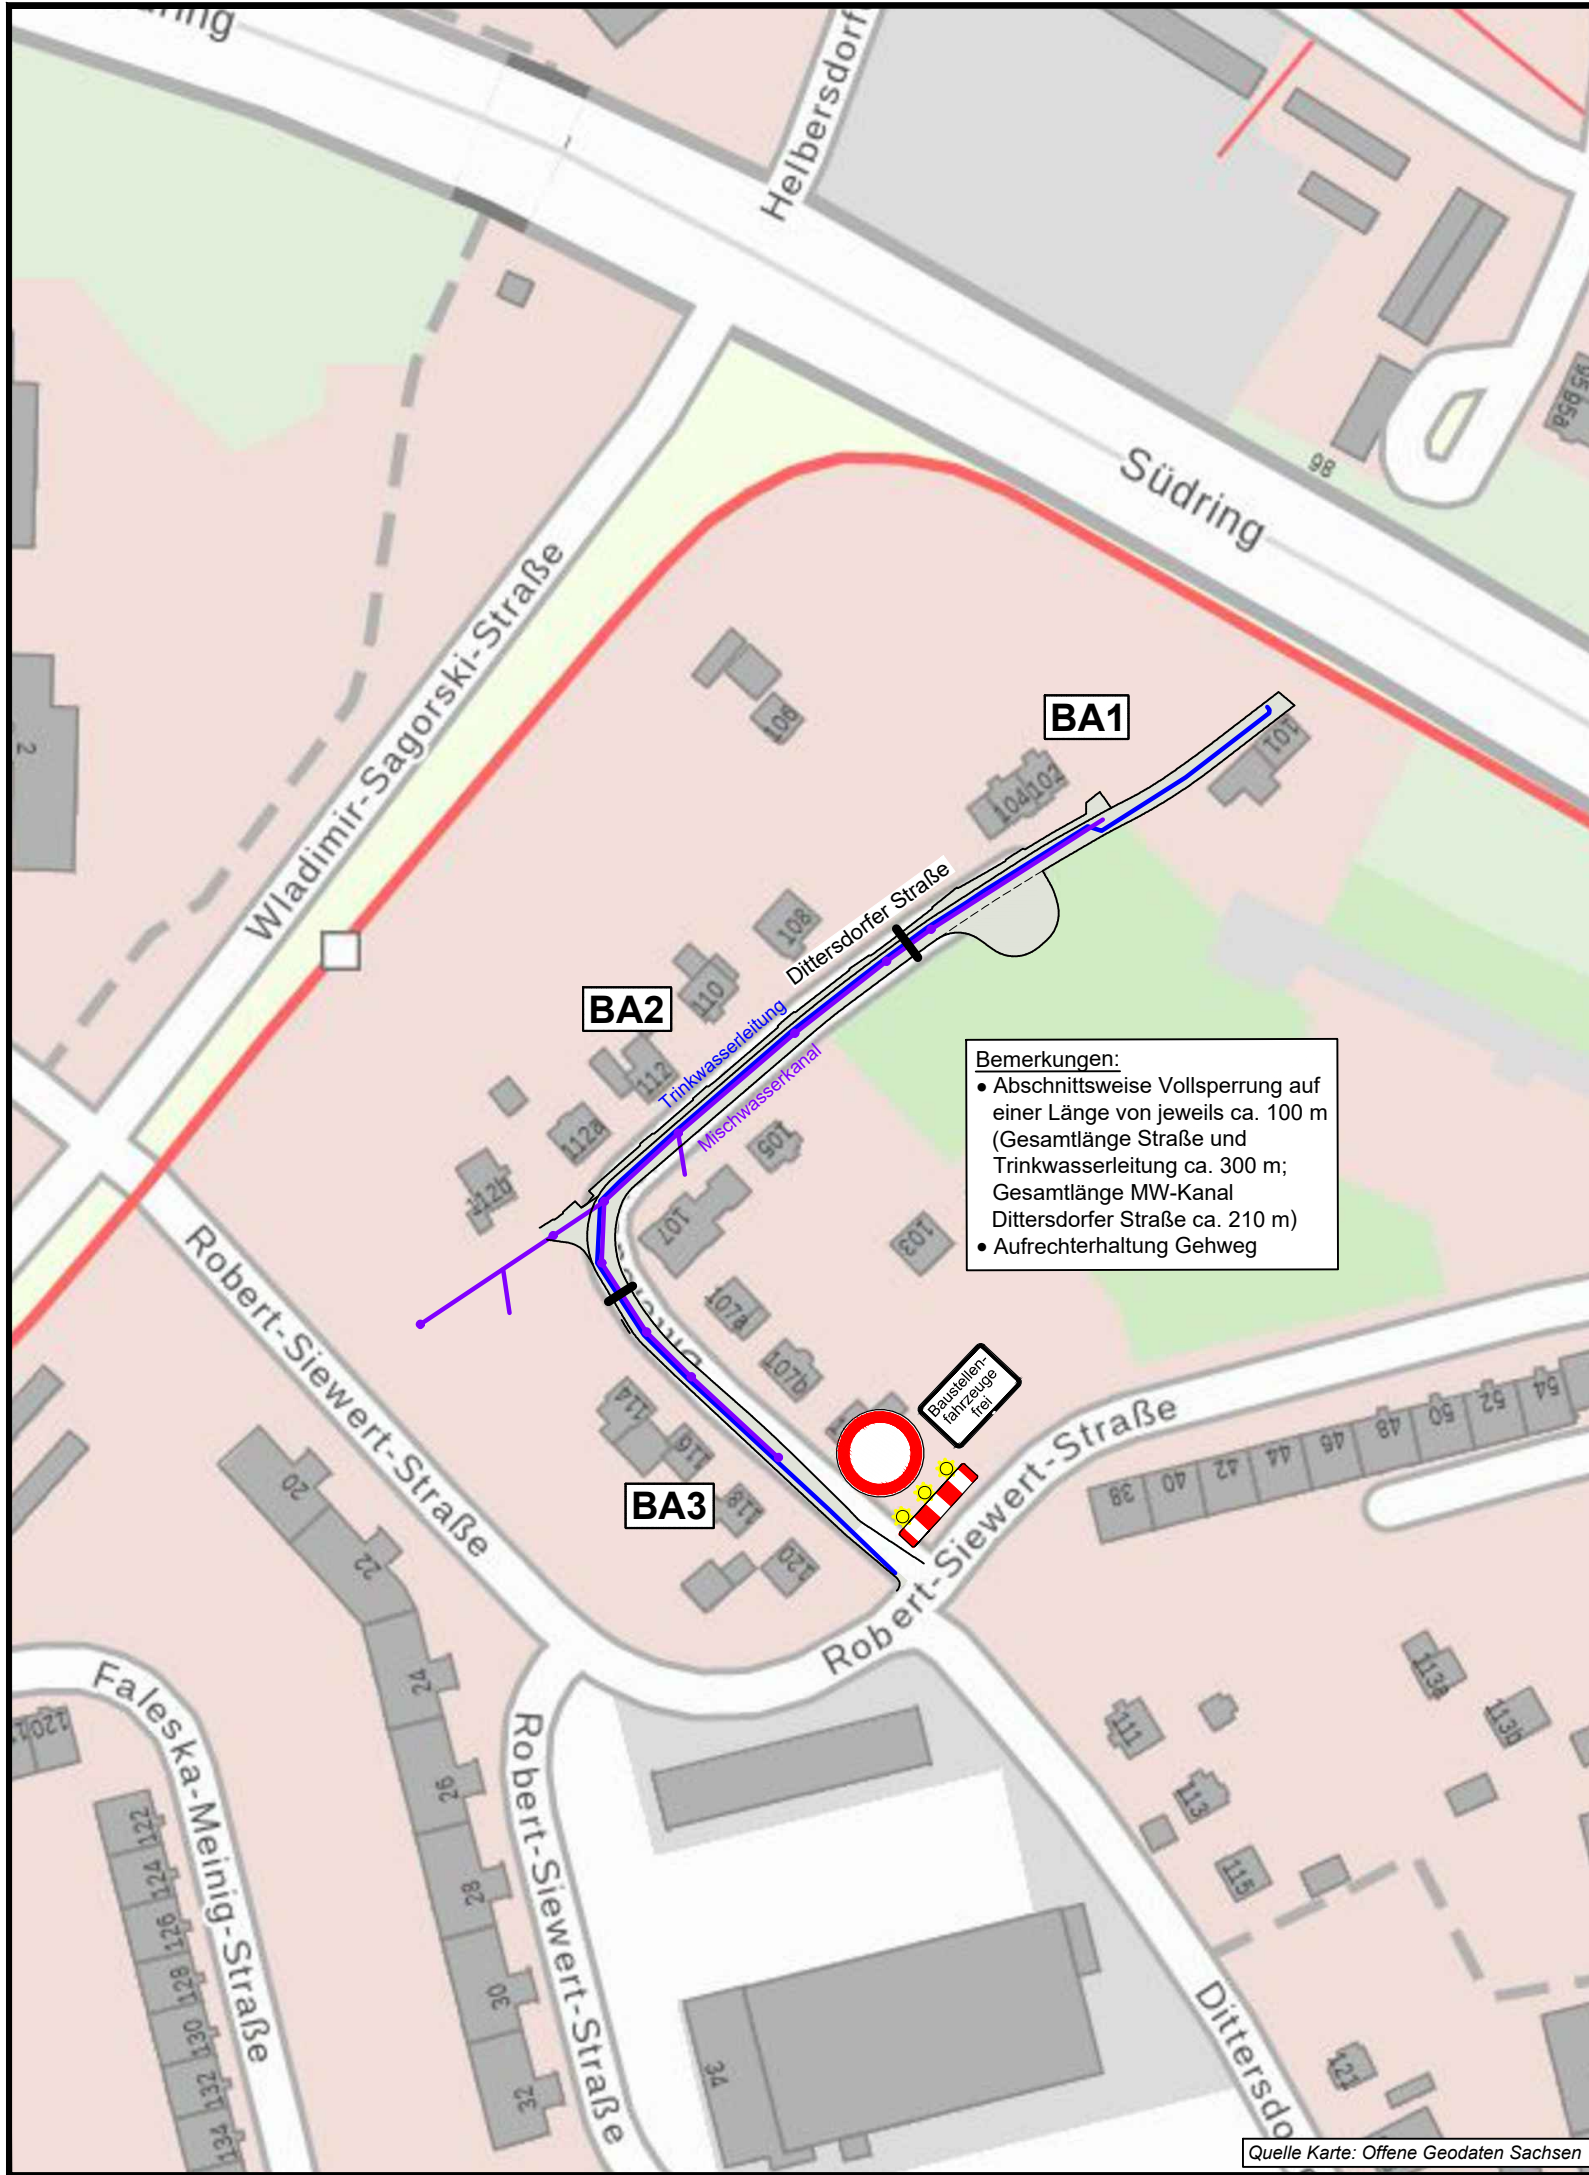 Helbersdorf
Südring
98
95a
Wladimir-Sagorski-Straße
2
106
BA1
101
104
102
Dittersdorfer Straße
108
110
BA2
112
Trinkwasserleitung
Mischwasserkanal
112a
105
112b
107
103
Bemerkungen:
• Abschnittsweise Vollsperrung auf
einer Länge von jeweils ca. 100 m
(Gesamtlänge Straße und
Trinkwasserleitung ca. 300 m;
Gesamtlänge MW-Kanal
Dittersdorfer Straße ca. 210 m)
• Aufrechterhaltung Gehweg
107a
107b
Robert-Siewert-Straße
Baustellen-
fahrzeuge
frei
114
116
BA3
118
120
Robert-Siewert-Straße
38
40
42
44
46
48
50
52
54
20
22
24
26
28
30
32
Faleska-Meinig-Straße
120
122
124
126
128
130
132
134
Robert-Siewert-Straße
34
111
113a
113b
113
115
121
Dittersdo
Quelle Karte: Offene Geodaten Sachsen